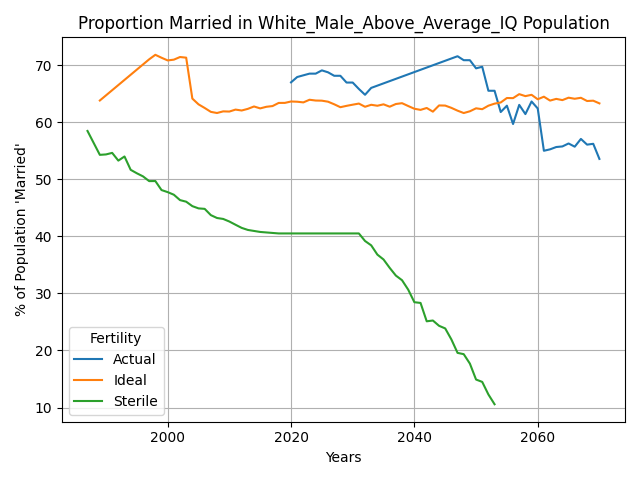 Proportion Married in White_Male_Above_Average_IQ Population
% of Population 'Married'
70
60
50
40
30
20
10
Fertility
Actual
Ideal
Sterile
2000
2020
2040
2060
Years